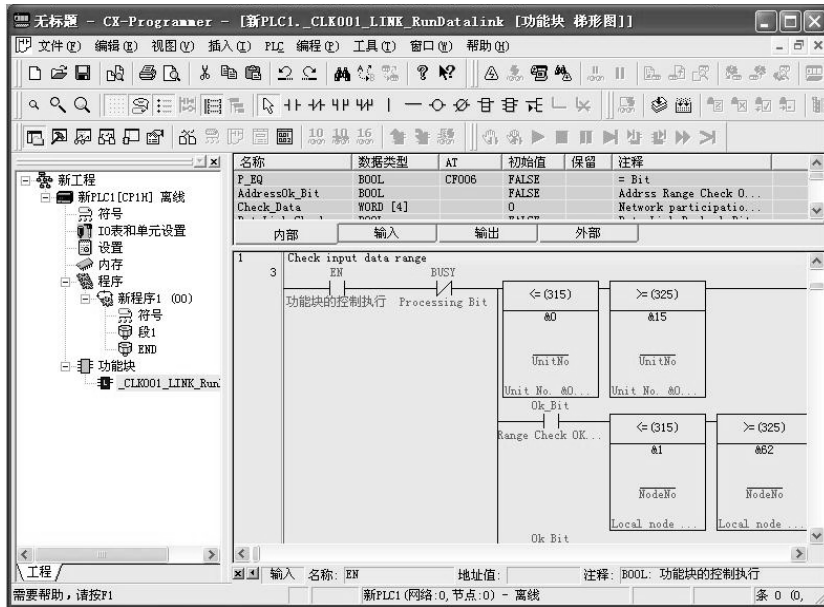 无标题 - CX-Programmer - [新PLC1._CLK001_LINK_RunDatalink [功能块 梯形图]]
文件(F) 编辑(E) 视图(V) 插入(I) PLC 编程(P) 工具(T) 窗口(W) 帮助(H)
10 10 16
名称 数据类型 AT 初始值 保留 注释
P_EQ BOOL CF006 FALSE = Bit
AddressOk_Bit BOOL FALSE Addrss Range Check O...
Check_Data WORD [4] 0 Network participatio...
内部 输入 输出 外部
新工程
新PLC1[CP1H] 离线
符号
IO表和单元设置
设置
内存
程序
新程序1 (00)
符号
段1
END
功能块
_CLK001_LINK_Run
工程
1 Check input data range
3 EN BUSY
功能块的控制执行 Processing Bit
<=(315) >=(325)
&0 &15
UnitNo UnitNo
Unit No. &0... Unit No. &0...
Ok_Bit
Range Check OK...
<=(315) >=(325)
&1 &62
NodeNo NodeNo
Local node ... Local node ...
Ok Bit
输入 名称: EN 地址值: 注释: BOOL: 功能块的控制执行
需要帮助，请按F1 新PLC1(网络:0,节点:0) - 离线 条 0 (0,